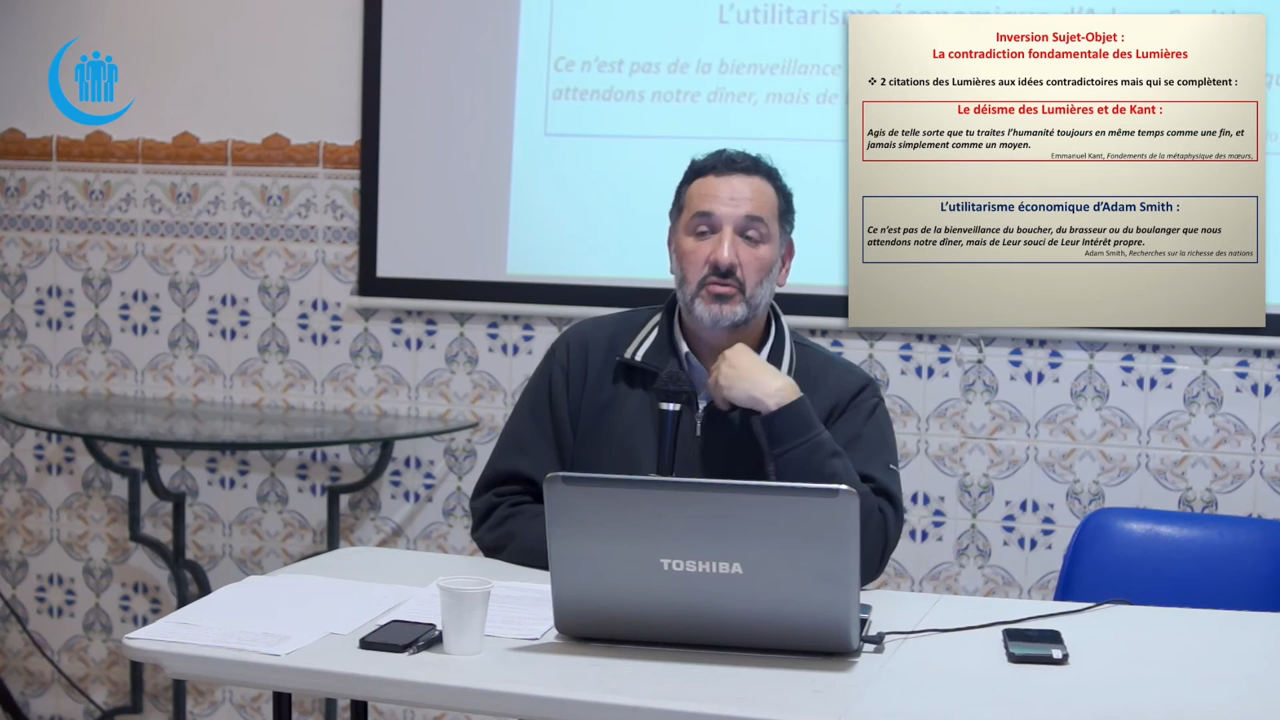 L'utilitarisme économique d'Adam Smith
Ce n'est pas de la bienveillance
attendons notre dîner, mais de
Inversion Sujet-Objet :
La contradiction fondamentale des Lumières
❖ 2 citations des Lumières aux idées contradictoires mais qui se complètent :
Le déisme des Lumières et de Kant :
Agis de telle sorte que tu traites l'humanité toujours en même temps comme une fin, et
jamais simplement comme un moyen.
Emmanuel Kant, Fondements de la métaphysique des mœurs,
L'utilitarisme économique d'Adam Smith :
Ce n'est pas de la bienveillance du boucher, du brasseur ou du boulanger que nous
attendons notre dîner, mais de Leur souci de Leur Intérêt propre.
Adam Smith, Recherches sur la richesse des nations
TOSHIBA